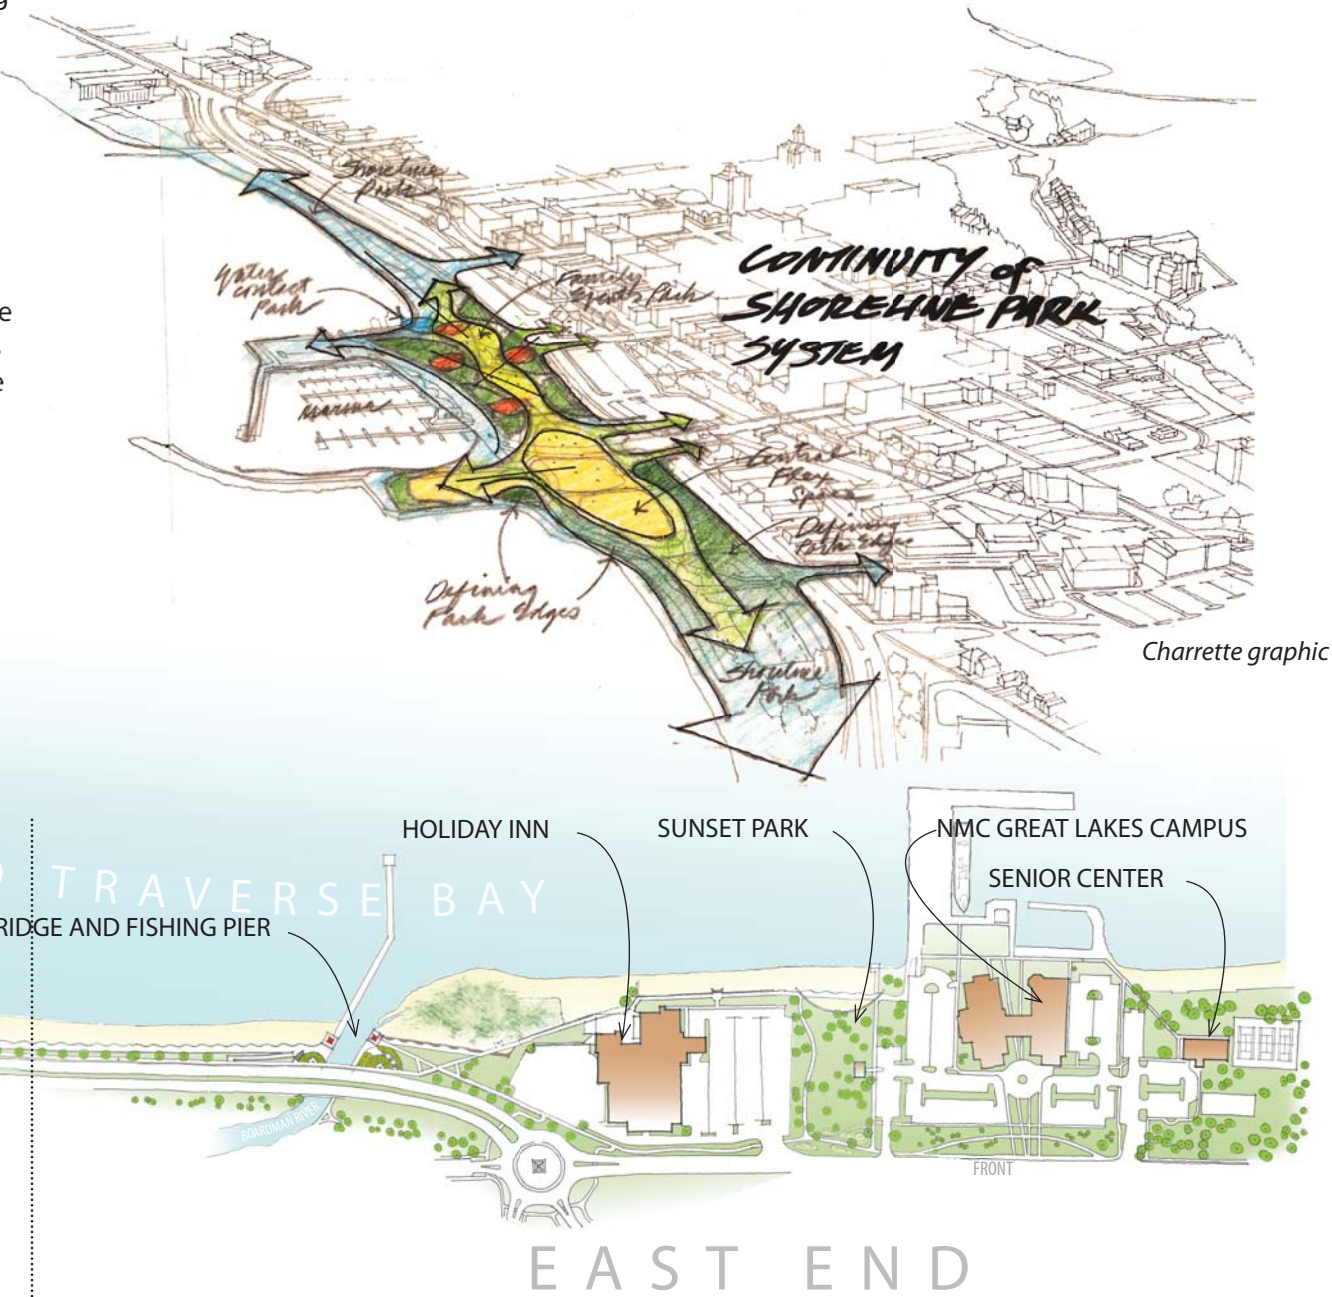 g
e
e
Shoreline
Park
Water
Contact
Park
Family
Sports Park
CONTINUITY of
SHORELINE PARK
SYSTEM
Marina
Central
Flex
Space
Defining
Park Edges
Defining
Park Edges
Shoreline
Park
Charrette graphic
HOLIDAY INN
SUNSET PARK
NMC GREAT LAKES CAMPUS
SENIOR CENTER
D TRAVERSE BAY
RIDGE AND FISHING PIER
BOARDMAN RIVER
FRONT
EAST END